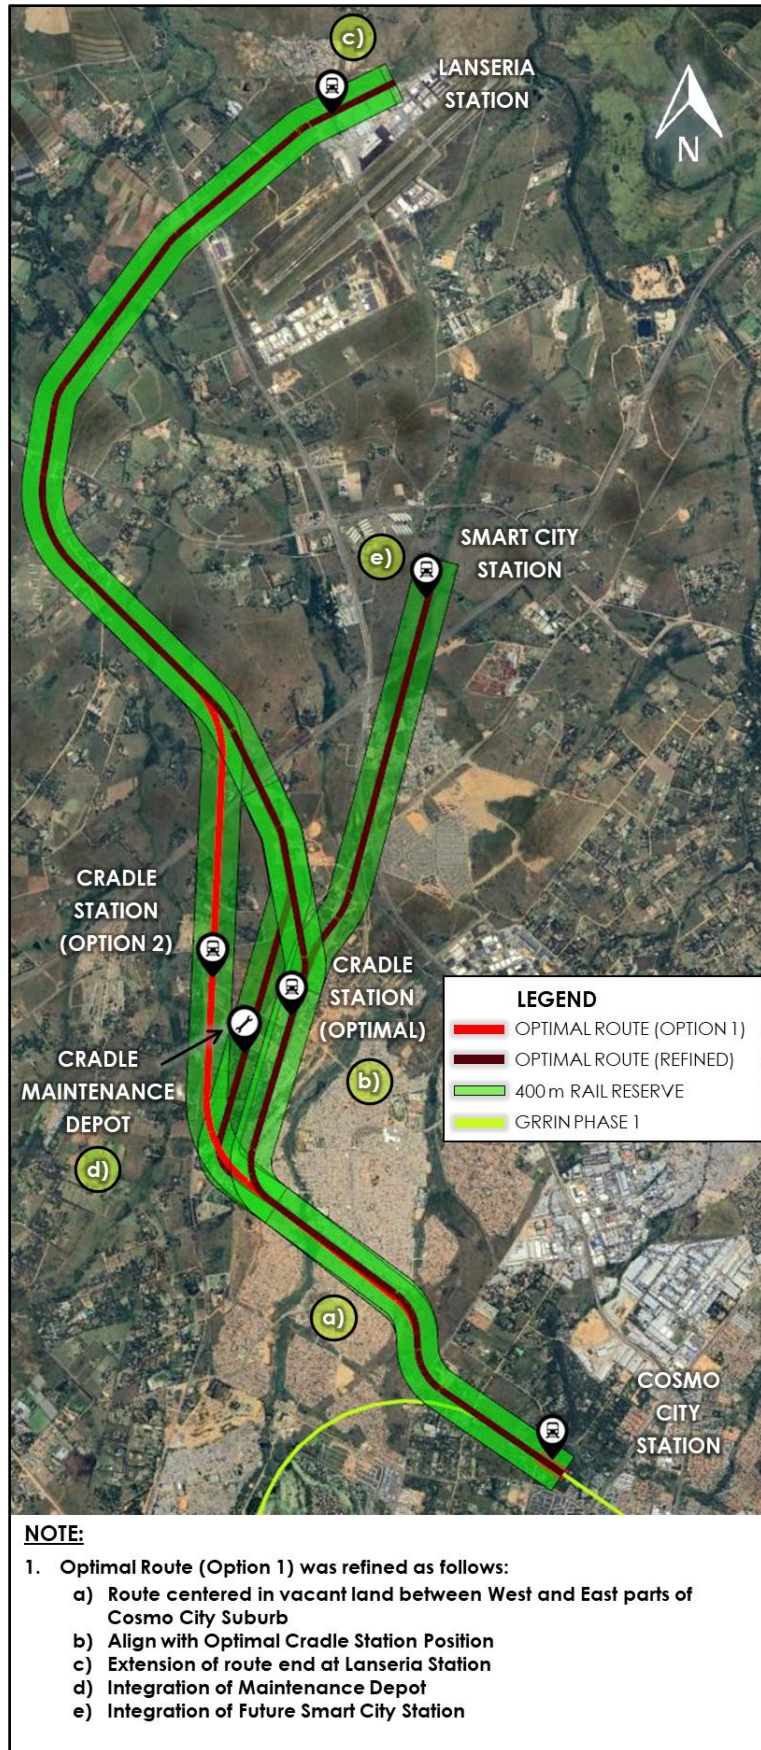 c)
LANSERIA
STATION
N
e)
SMART CITY
STATION
CRADLE
STATION
(OPTION 2)
CRADLE
STATION
(OPTIMAL)
b)
CRADLE
MAINTENANCE
DEPOT
d)
LEGEND
OPTIMAL ROUTE (OPTION 1)
OPTIMAL ROUTE (REFINED)
400 m RAIL RESERVE
GRRIN PHASE 1
a)
COSMO
CITY
STATION
NOTE:
1. Optimal Route (Option 1) was refined as follows:
a) Route centered in vacant land between West and East parts of
Cosmo City Suburb
b) Align with Optimal Cradle Station Position
c) Extension of route end at Lanseria Station
d) Integration of Maintenance Depot
e) Integration of Future Smart City Station